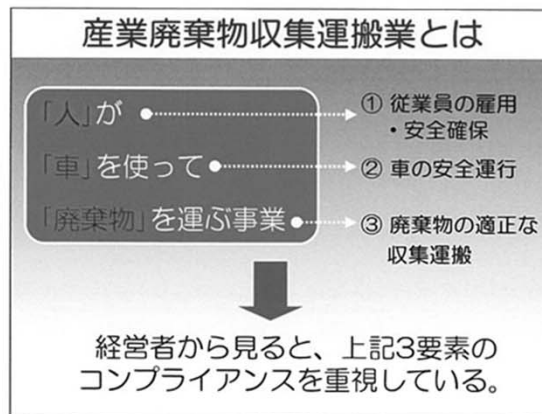 産業廃棄物収集運搬業とは
「人」が
① 従業員の雇用
・安全確保
「車」を使って
② 車の安全運行
「廃棄物」を運ぶ事業
③ 廃棄物の適正な
収集運搬
経営者から見ると、上記3要素の
コンプライアンスを重視している。